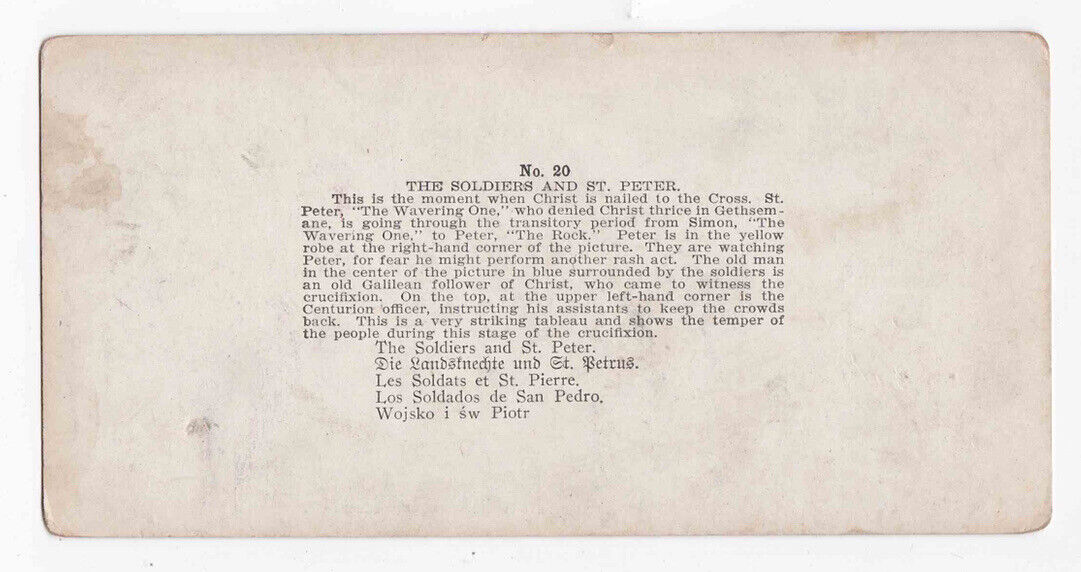 No. 20
THE SOLDIERS AND ST. PETER.
This is the moment when Christ is nailed to the Cross. St.
Peter, "The Wavering One," who denied Christ thrice in Gethsem-
ane, is going through the transitory period from Simon, "The
Wavering One," to Peter, "The Rock." Peter is in the yellow
robe at the right-hand corner of the picture. They are watching
Peter, for fear he might perform another rash act. The old man
in the center of the picture in blue surrounded by the soldiers is
an old Galilean follower of Christ, who came to witness the
crucifixion. On the top, at the upper left-hand corner is the
Centurion officer, instructing his assistants to keep the crowds
back. This is a very striking tableau and shows the temper of
the people during this stage of the crucifixion.
The Soldiers and St. Peter.
Die Landsknechte und St. Petrus.
Les Soldats et St. Pierre.
Los Soldados de San Pedro.
Wojsko i św Piotr